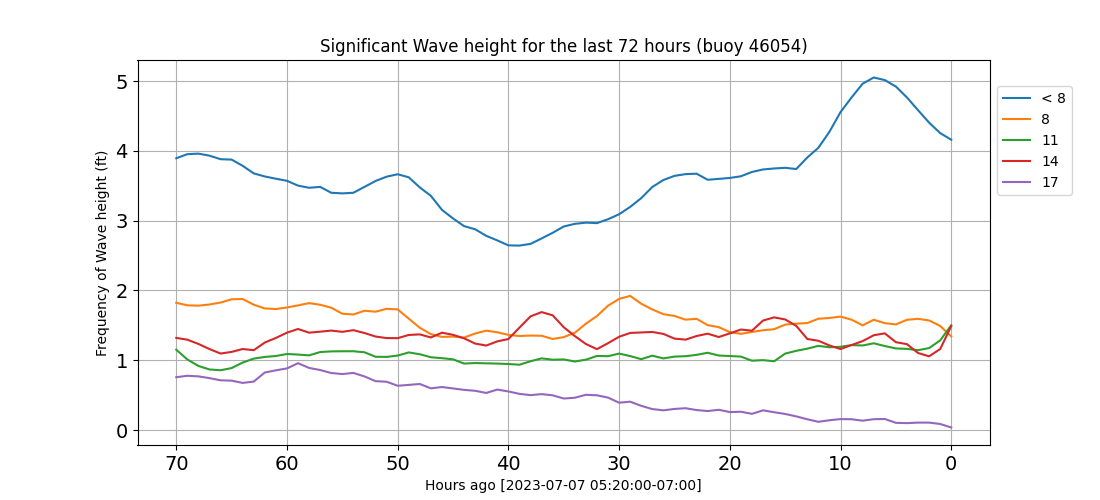 Significant Wave height for the last 72 hours (buoy 46054)
Frequency of Wave height (ft)
5
4
3
2
1
0
70 60 50 40 30 20 10 0
Hours ago [2023-07-07 05:20:00-07:00]
< 8
8
11
14
17